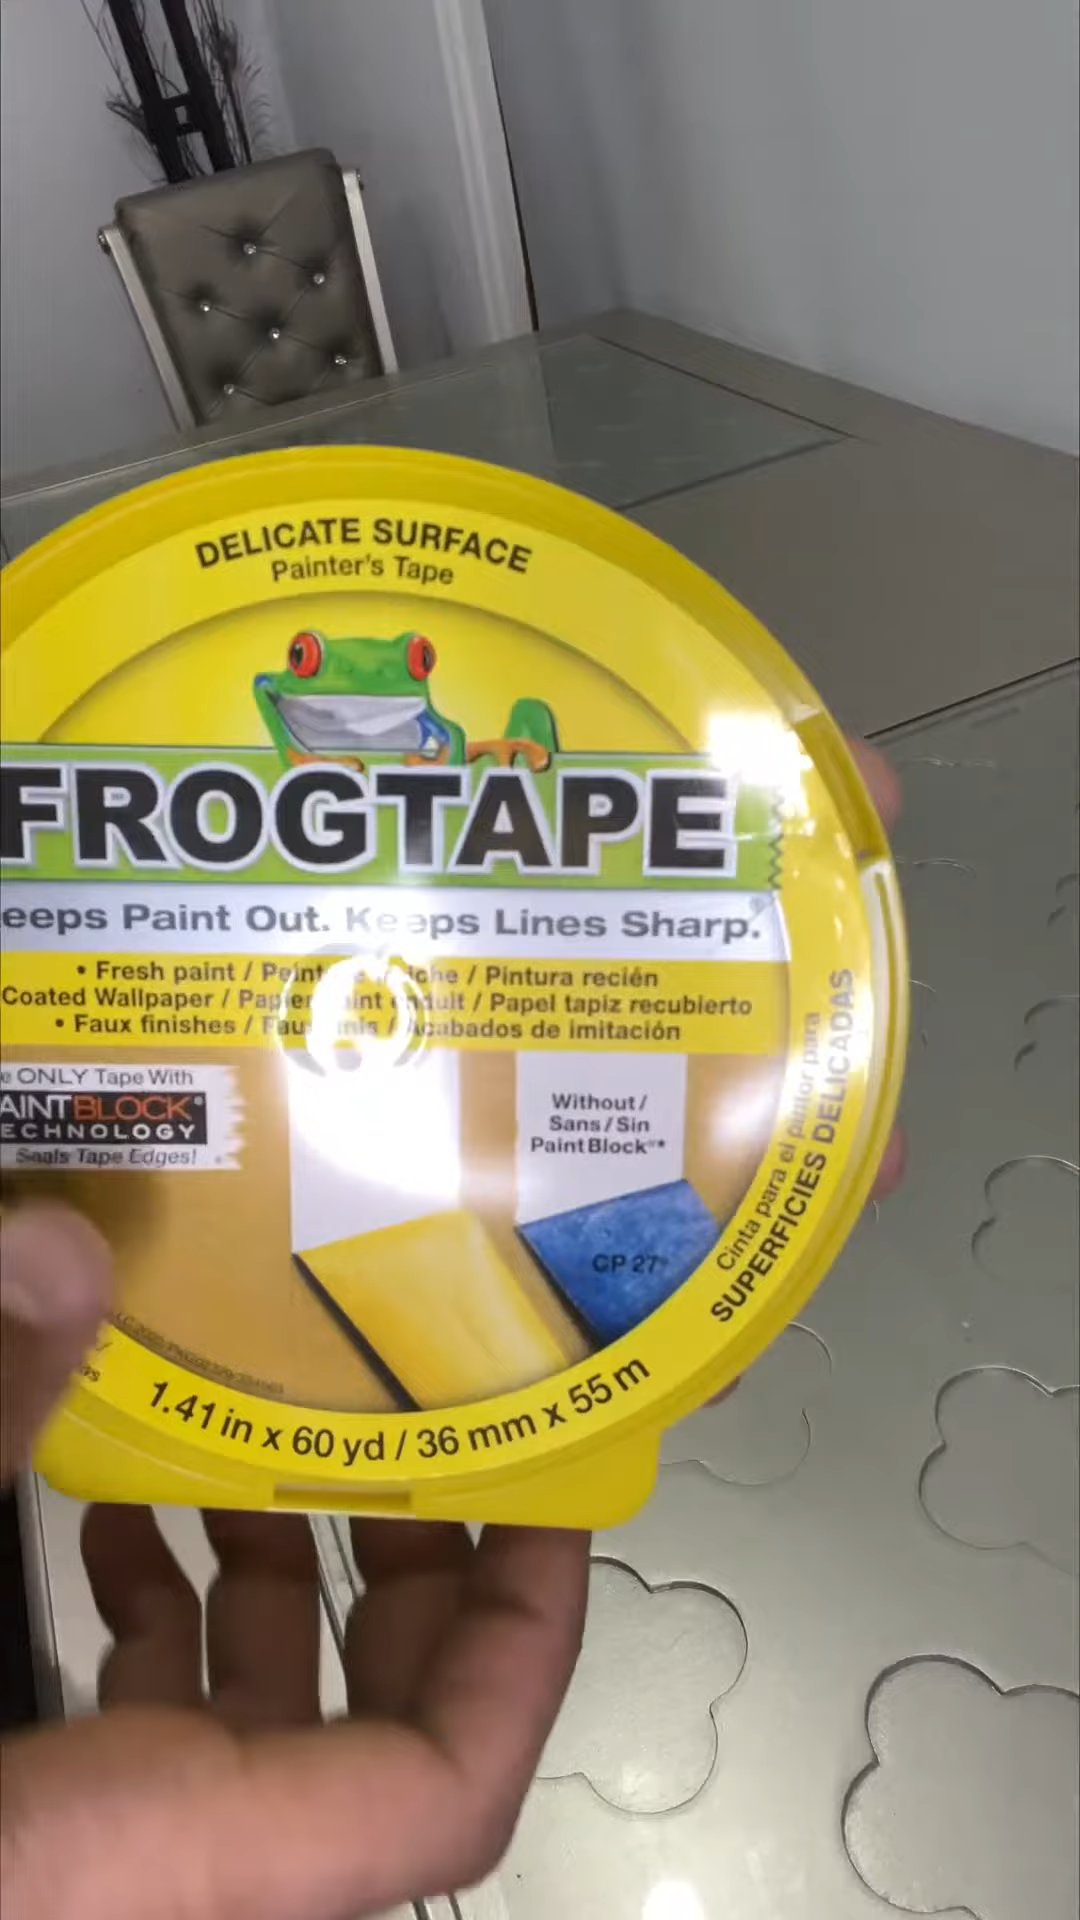 DELICATE SURFACE
Painter's Tape
FROGTAPE
eeps Paint Out. Keeps Lines Sharp.®
• Fresh paint / / Pintura recién
Coated Wallpaper / / Papel tapiz recubierto
• Faux finishes / / Acabados de imitación
e ONLY Tape With
AINTBLOCK®
ECHNOLOGY
Seals Tape Edges!
Without /
Sans / Sin
PaintBlock®*
CP 27®
Cinta para el pintor para
SUPERFICIES DELICADAS
1.41 in x 60 yd / 36 mm x 55 m